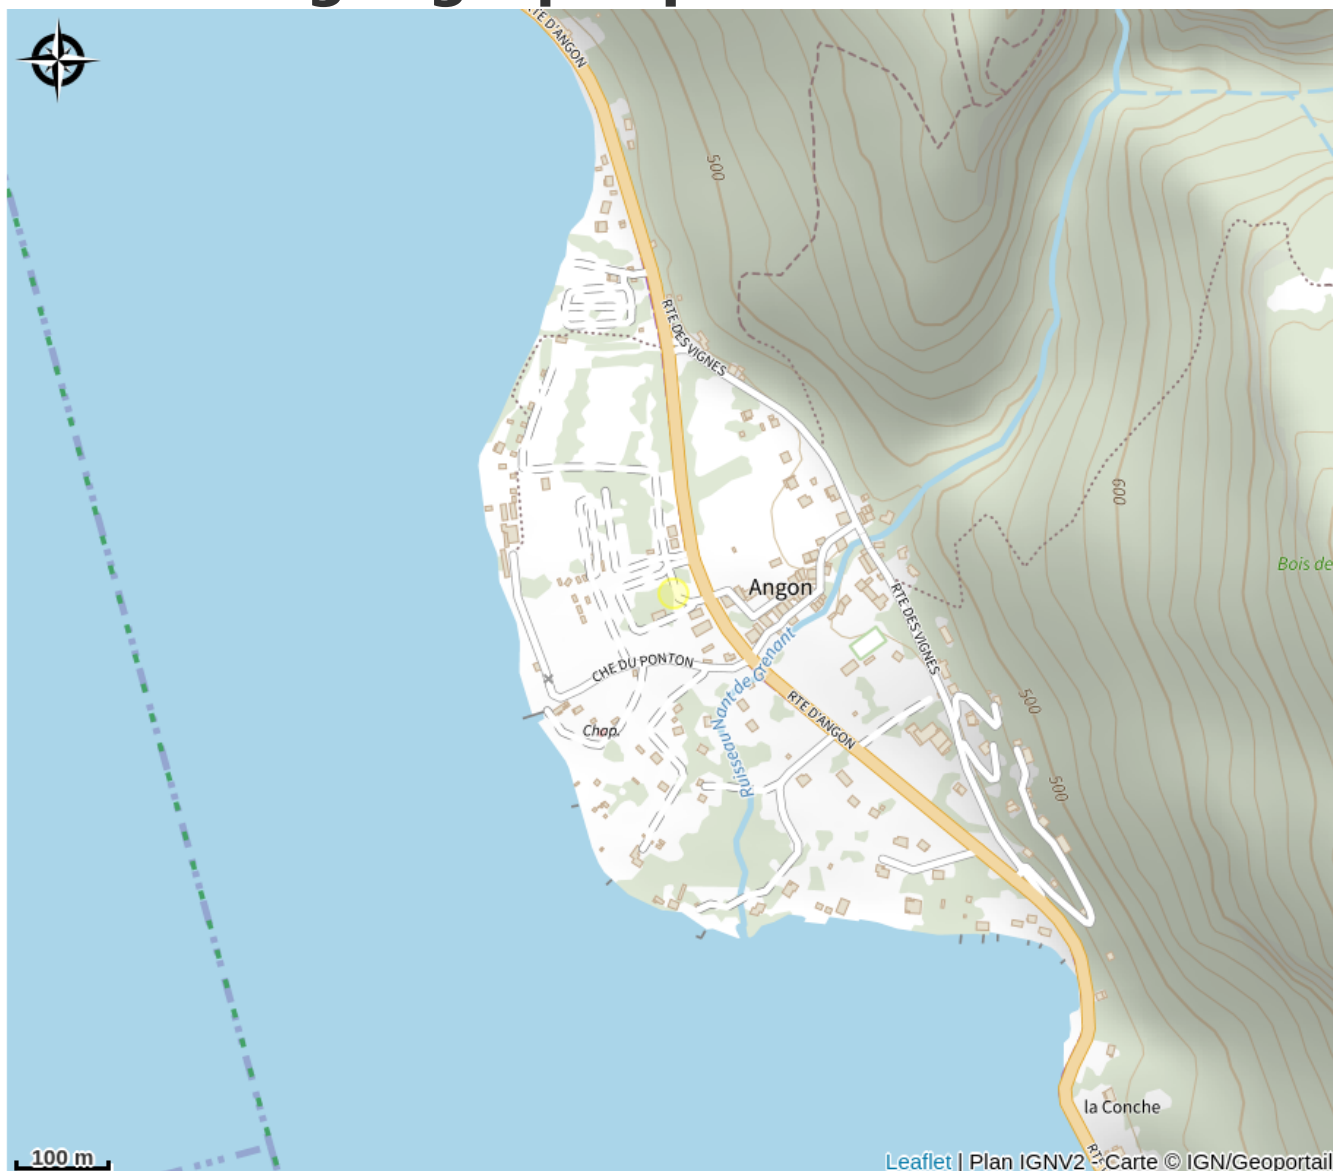 RTE D'ANGON
500
RTE DES VIGNES
600
Bois de
Angon
RTE DES VIGNES
CHE DU PONTON
Ruisseau Nant de Grenant
500
RTE D'ANGON
Chap.
500
la Conche
RTE
100 m
Leaflet | Plan IGNV2 - Carte © IGN/Geoportail